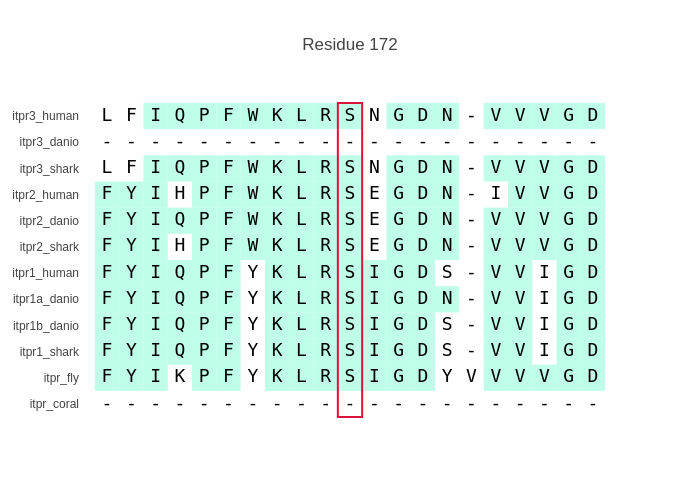 Residue 172
itpr3_human L F I Q P F W K L R S N G D N - V V V G D
itpr3_danio - - - - - - - - - - - - - - - - - - - - -
itpr3_shark L F I Q P F W K L R S N G D N - V V V G D
itpr2_human F Y I H P F W K L R S E G D N - I V V G D
itpr2_danio F Y I Q P F W K L R S E G D N - V V V G D
itpr2_shark F Y I H P F W K L R S E G D N - V V V G D
itpr1_human F Y I Q P F Y K L R S I G D S - V V I G D
itpr1a_danio F Y I Q P F Y K L R S I G D N - V V I G D
itpr1b_danio F Y I Q P F Y K L R S I G D S - V V I G D
itpr1_shark F Y I Q P F Y K L R S I G D S - V V I G D
itpr_fly F Y I K P F Y K L R S I G D Y V V V V G D
itpr_coral - - - - - - - - - - - - - - - - - - - - -